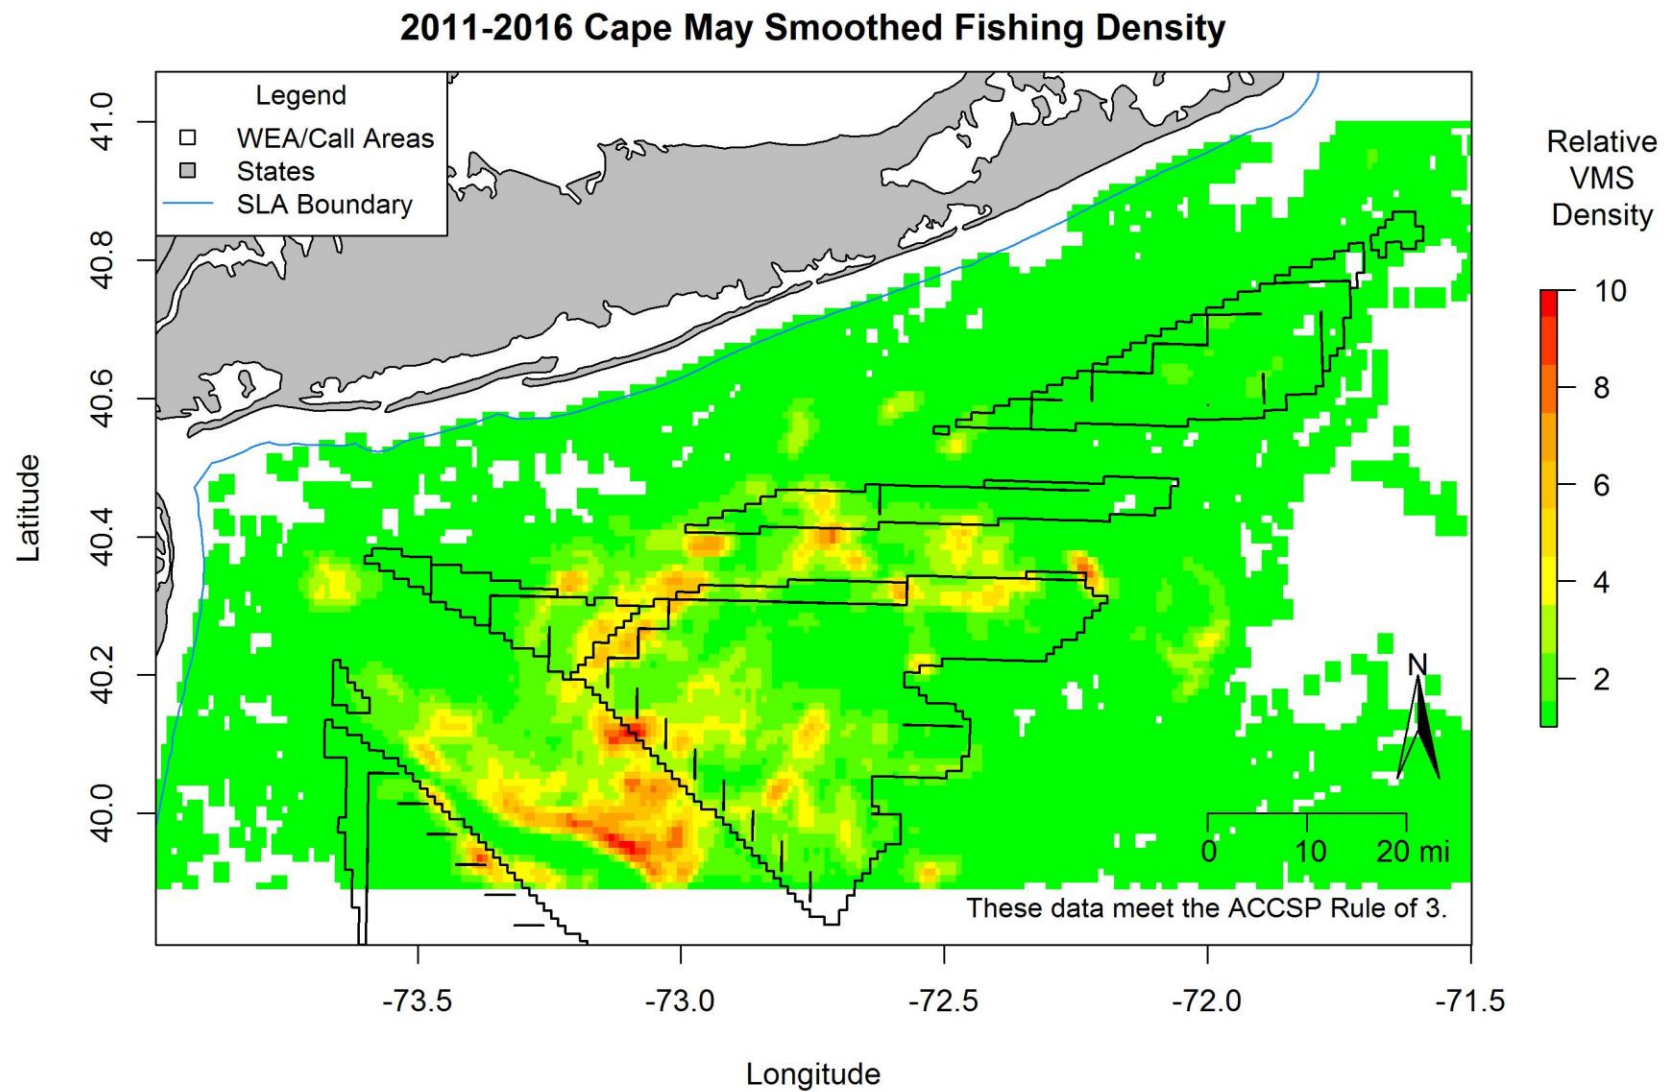 2011-2016 Cape May Smoothed Fishing Density
Legend
WEA/Call Areas
States
SLA Boundary
Relative
VMS
Density
10
8
6
4
2
41.0
40.8
40.6
40.4
40.2
40.0
Latitude
N
0 10 20 mi
These data meet the ACCSP Rule of 3.
-73.5 -73.0 -72.5 -72.0 -71.5
Longitude